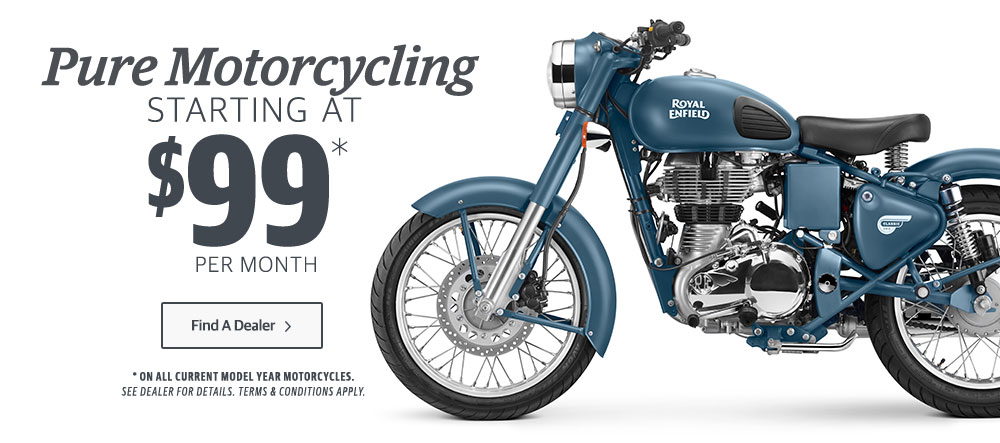 Pure Motorcycling
STARTING AT
$99*
PER MONTH
Find A Dealer >
* ON ALL CURRENT MODEL YEAR MOTORCYCLES.
SEE DEALER FOR DETAILS. TERMS & CONDITIONS APPLY.
ROYAL
ENFIELD
CLASSIC